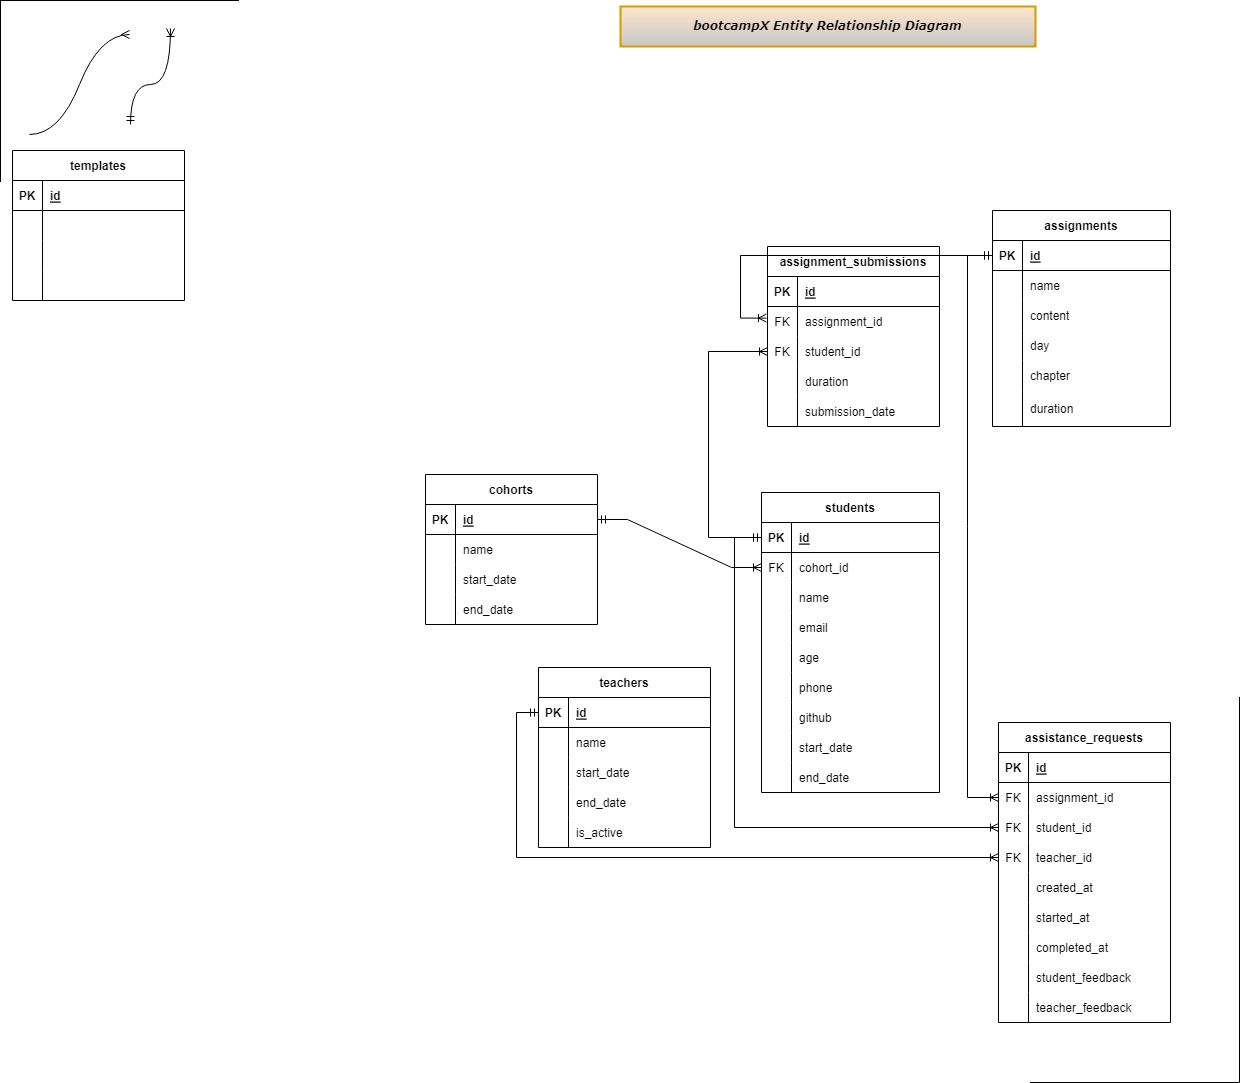 bootcampX Entity Relationship Diagram
templates
PK id
assignments
PK id
name
content
day
chapter
duration
assignment_submissions
PK id
FK assignment_id
FK student_id
duration
submission_date
cohorts
PK id
name
start_date
end_date
students
PK id
FK cohort_id
name
email
age
phone
github
start_date
end_date
teachers
PK id
name
start_date
end_date
is_active
assistance_requests
PK id
FK assignment_id
FK student_id
FK teacher_id
created_at
started_at
completed_at
student_feedback
teacher_feedback